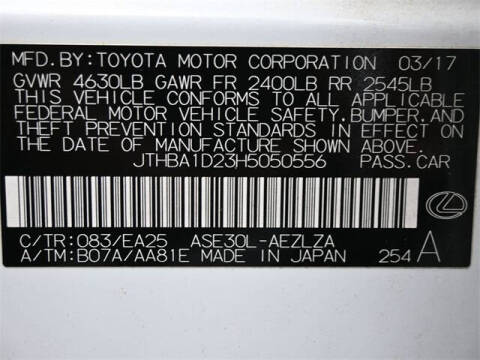 MFD.BY:TOYOTA MOTOR CORPORATION 03/17
GVWR 4630LB GAWR FR 2400LB RR 2545LB
THIS VEHICLE CONFORMS TO ALL APPLICABLE
FEDERAL MOTOR VEHICLE SAFETY,BUMPER,AND
THEFT PREVENTION STANDARDS IN EFFECT ON
THE DATE OF MANUFACTURE SHOWN ABOVE.
JTHBA1D23H5050556 PASS.CAR
C/TR:083/EA25 ASE30L-AEZLZA
A/TM:B07A/AA81E MADE IN JAPAN 254 A